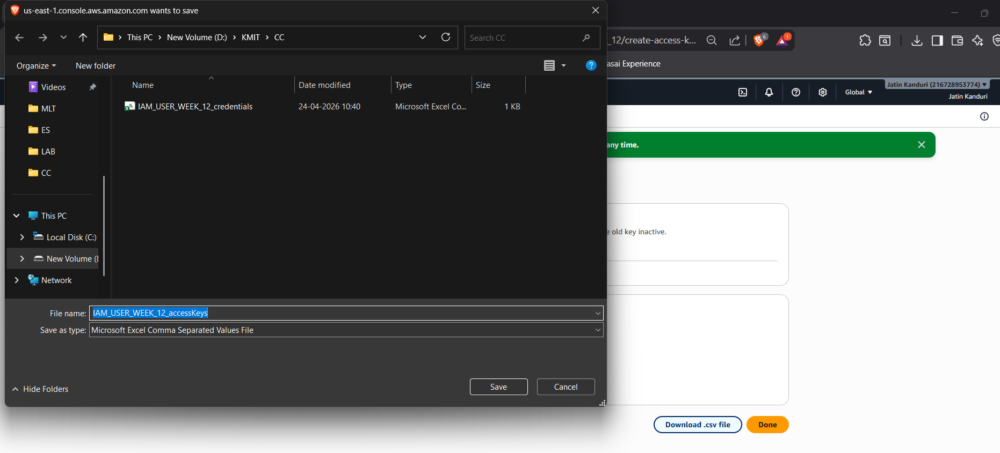 us-east-1.console.aws.amazon.com wants to save
This PC › New Volume (D:) › KMIT › CC
Search CC
_12/create-access-k...
6
1
Organize
New folder
?
asai Experience
Videos
MLT
ES
LAB
CC
This PC
Local Disk (C:)
New Volume (
Network
Name
Date modified
Type
Size
IAM_USER_WEEK_12_credentials
24-04-2026 10:40
Microsoft Excel Co...
1 KB
Global
Jatin Kanduri (216728953774)
Jatin Kanduri
any time.
e old key inactive.
File name: IAM_USER_WEEK_12_accessKeys
Save as type: Microsoft Excel Comma Separated Values File
Hide Folders
Save
Cancel
Download .csv file
Done